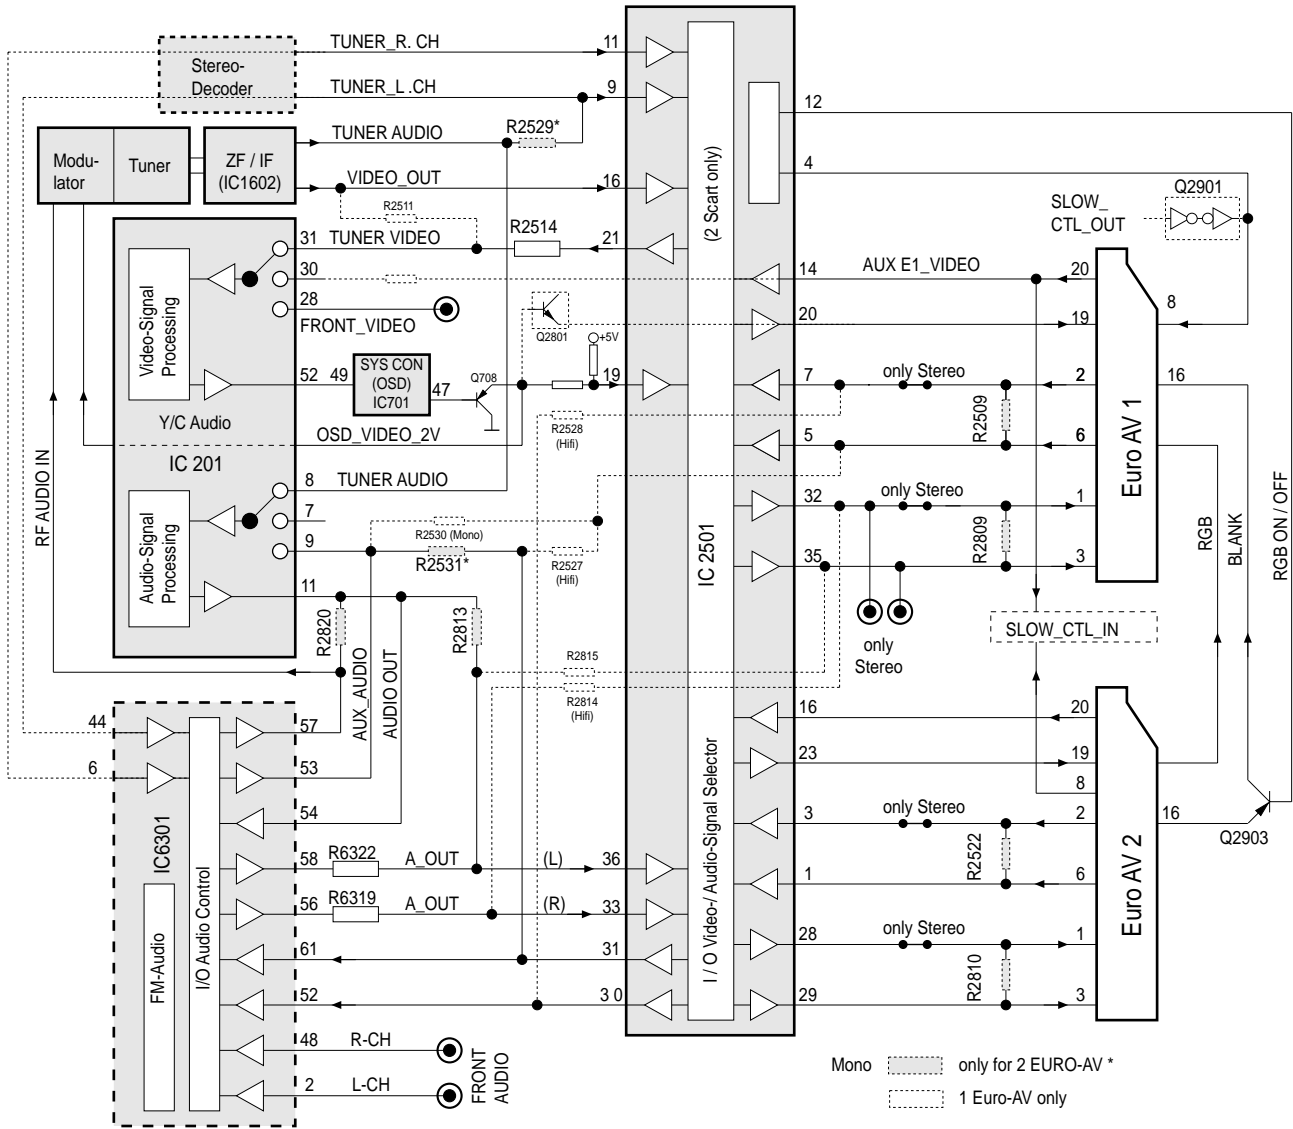 TUNER_R. CH
11
Stereo-
Decoder
TUNER_L .CH
9
12
R2529*
TUNER AUDIO
Modu-
lator
Tuner
ZF / IF
(IC1602)
VIDEO_OUT
16
4
Q2901
SLOW_
CTL_OUT
R2511
(2 Scart only)
31
TUNER VIDEO
R2514
21
30
14
AUX E1_VIDEO
20
8
28
FRONT_VIDEO
Q2801
20
19
+5V
Video-Signal
Processing
52
49
SYS CON
(OSD)
IC701
47
Q708
19
7
only Stereo
2
16
R2509
R2528
(Hifi)
Y/C Audio
OSD_VIDEO_2V
5
6
Euro AV 1
IC 201
8
TUNER AUDIO
RF AUDIO IN
7
32
only Stereo
1
R2530 (Mono)
R2531*
9
R2527
(Hifi)
IC 2501
35
R2809
3
RGB
BLANK
RGB ON / OFF
Audio-Signal
Processing
11
R2820
R2813
only
Stereo
SLOW_CTL_IN
AUX_AUDIO
AUDIO OUT
R2815
R2814
(Hifi)
44
57
16
20
6
53
23
19
8
IC6301
54
3
only Stereo
2
16
Q2903
R2522
58
R6322
A_OUT
(L)
36
1
6
Euro AV 2
56
R6319
A_OUT
(R)
33
I/O Audio Control
FM-Audio
I / O Video-/ Audio-Signal Selector
28
only Stereo
1
61
31
R2810
52
3 0
29
3
48
R-CH
2
L-CH
FRONT
AUDIO
Mono
only for 2 EURO-AV *
1 Euro-AV only